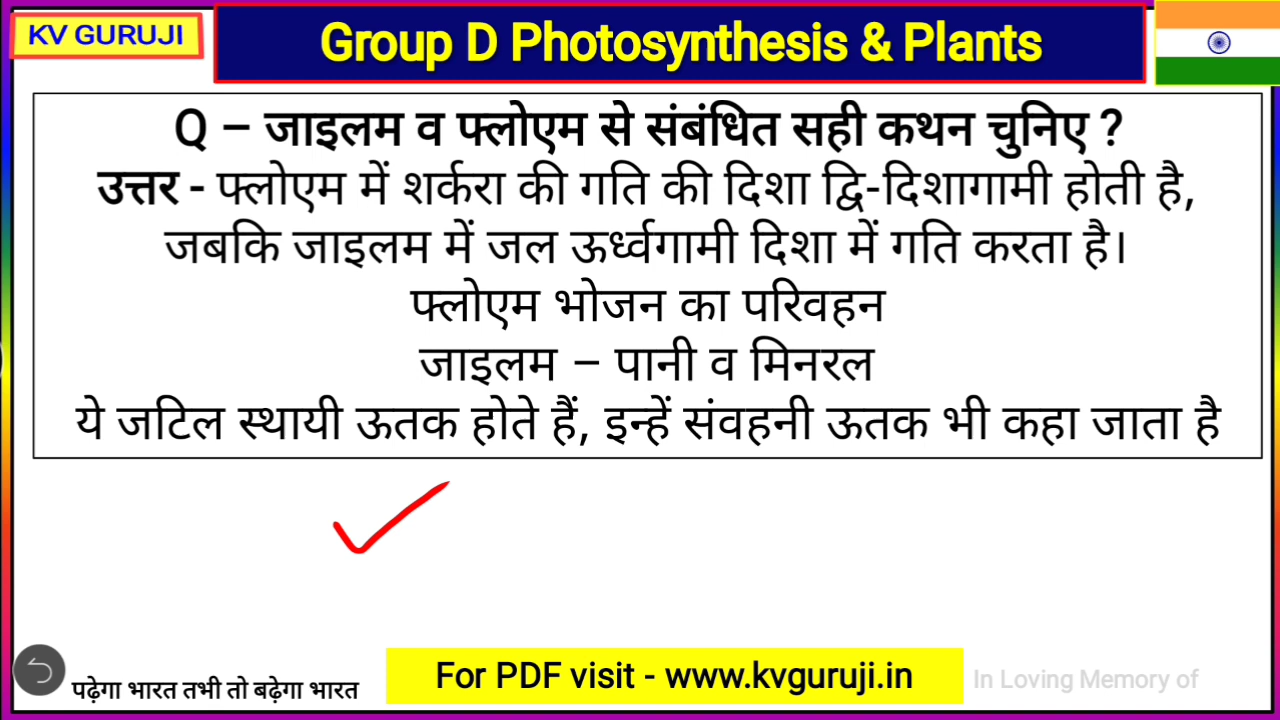 KV GURUJI
Group D Photosynthesis & Plants
Q – जाइलम व फ्लोएम से संबंधित सही कथन चुनिए ?
उत्तर - फ्लोएम में शर्करा की गति की दिशा द्वि-दिशागामी होती है,
जबकि जाइलम में जल ऊर्ध्वगामी दिशा में गति करता है।
फ्लोएम भोजन का परिवहन
जाइलम – पानी व मिनरल
ये जटिल स्थायी ऊतक होते हैं, इन्हें संवहनी ऊतक भी कहा जाता है
पढ़ेगा भारत तभी तो बढ़ेगा भारत
For PDF visit - www.kvguruji.in
In Loving Memory of